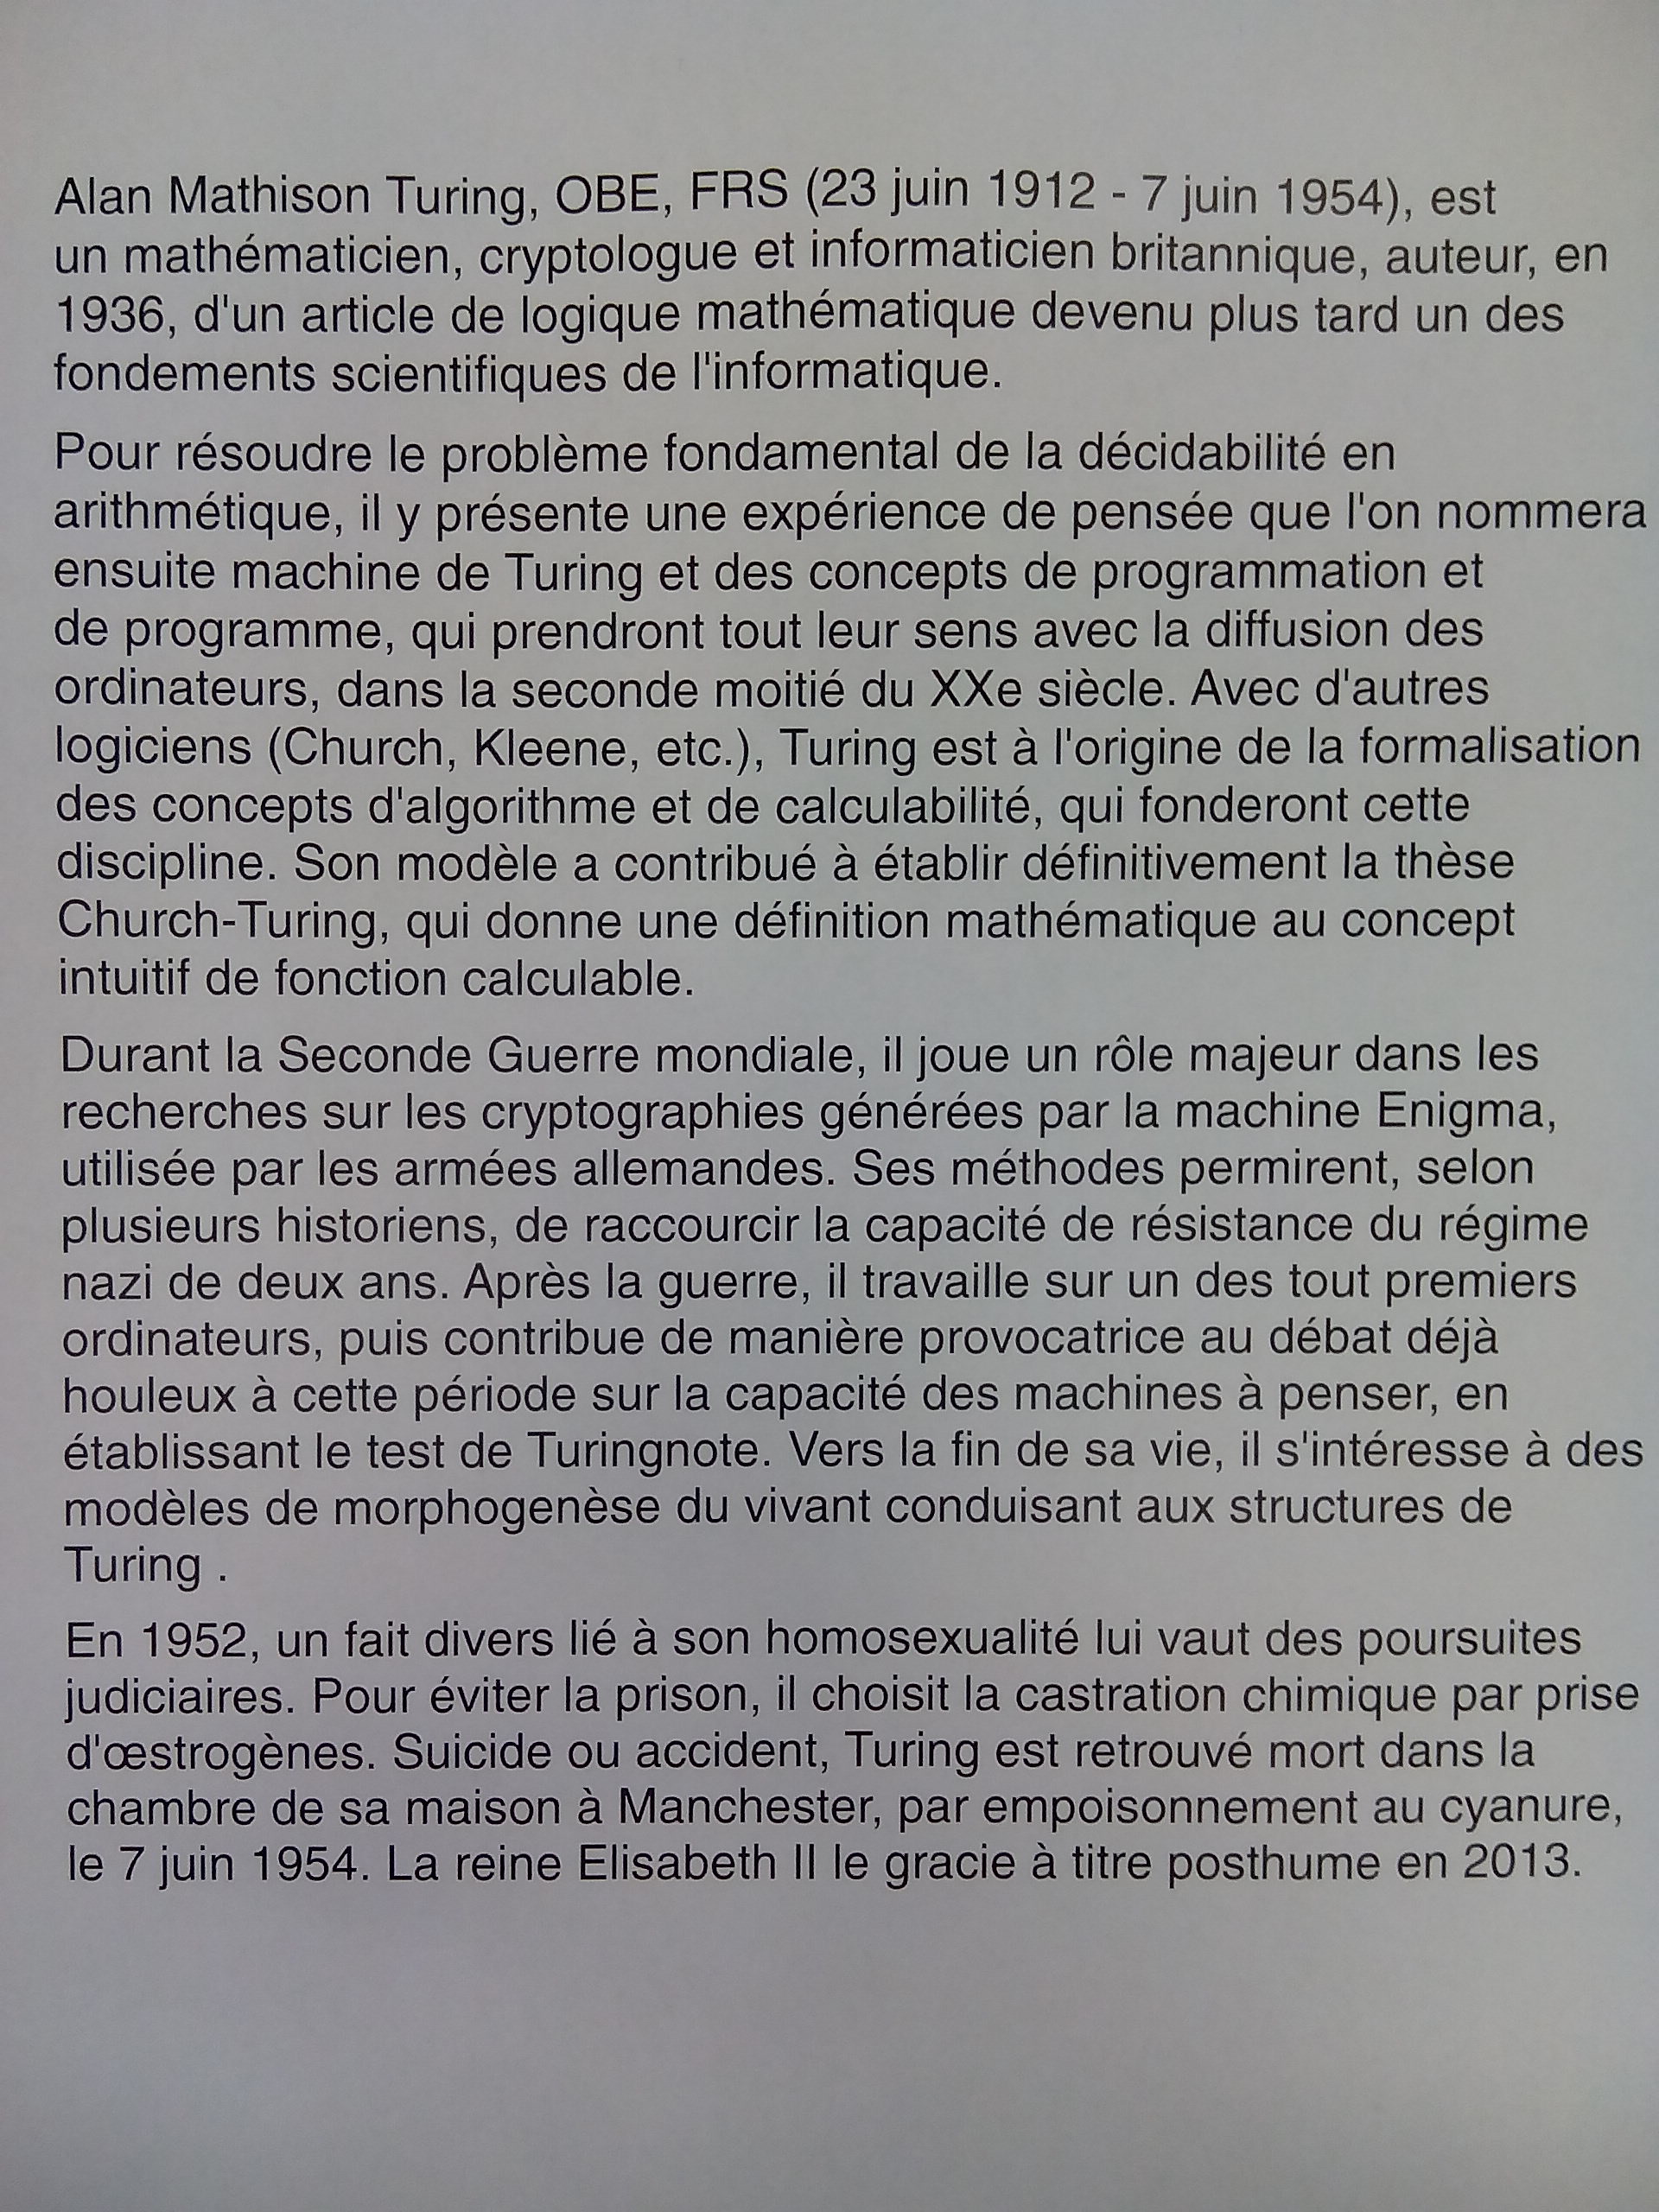 Alan Mathison Turing, OBE, FRS (23 juin 1912 - 7 juin 1954), est
un mathématicien, cryptologue et informaticien britannique, auteur, en
1936, d'un article de logique mathématique devenu plus tard un des
fondements scientifiques de l'informatique.
Pour résoudre le problème fondamental de la décidabilité en
arithmétique, il y présente une expérience de pensée que l'on nommera
ensuite machine de Turing et des concepts de programmation et
de programme, qui prendront tout leur sens avec la diffusion des
ordinateurs, dans la seconde moitié du XXe siècle. Avec d'autres
logiciens (Church, Kleene, etc.), Turing est à l'origine de la formalisation
des concepts d'algorithme et de calculabilité, qui fonderont cette
discipline. Son modèle a contribué à établir définitivement la thèse
Church-Turing, qui donne une définition mathématique au concept
intuitif de fonction calculable.
Durant la Seconde Guerre mondiale, il joue un rôle majeur dans les
recherches sur les cryptographies générées par la machine Enigma,
utilisée par les armées allemandes. Ses méthodes permirent, selon
plusieurs historiens, de raccourcir la capacité de résistance du régime
nazi de deux ans. Après la guerre, il travaille sur un des tout premiers
ordinateurs, puis contribue de manière provocatrice au débat déjà
houleux à cette période sur la capacité des machines à penser, en
établissant le test de Turingnote. Vers la fin de sa vie, il s'intéresse à des
modèles de morphogenèse du vivant conduisant aux structures de
Turing .
En 1952, un fait divers lié à son homosexualité lui vaut des poursuites
judiciaires. Pour éviter la prison, il choisit la castration chimique par prise
d'œstrogènes. Suicide ou accident, Turing est retrouvé mort dans la
chambre de sa maison à Manchester, par empoisonnement au cyanure,
le 7 juin 1954. La reine Elisabeth II le gracie à titre posthume en 2013.